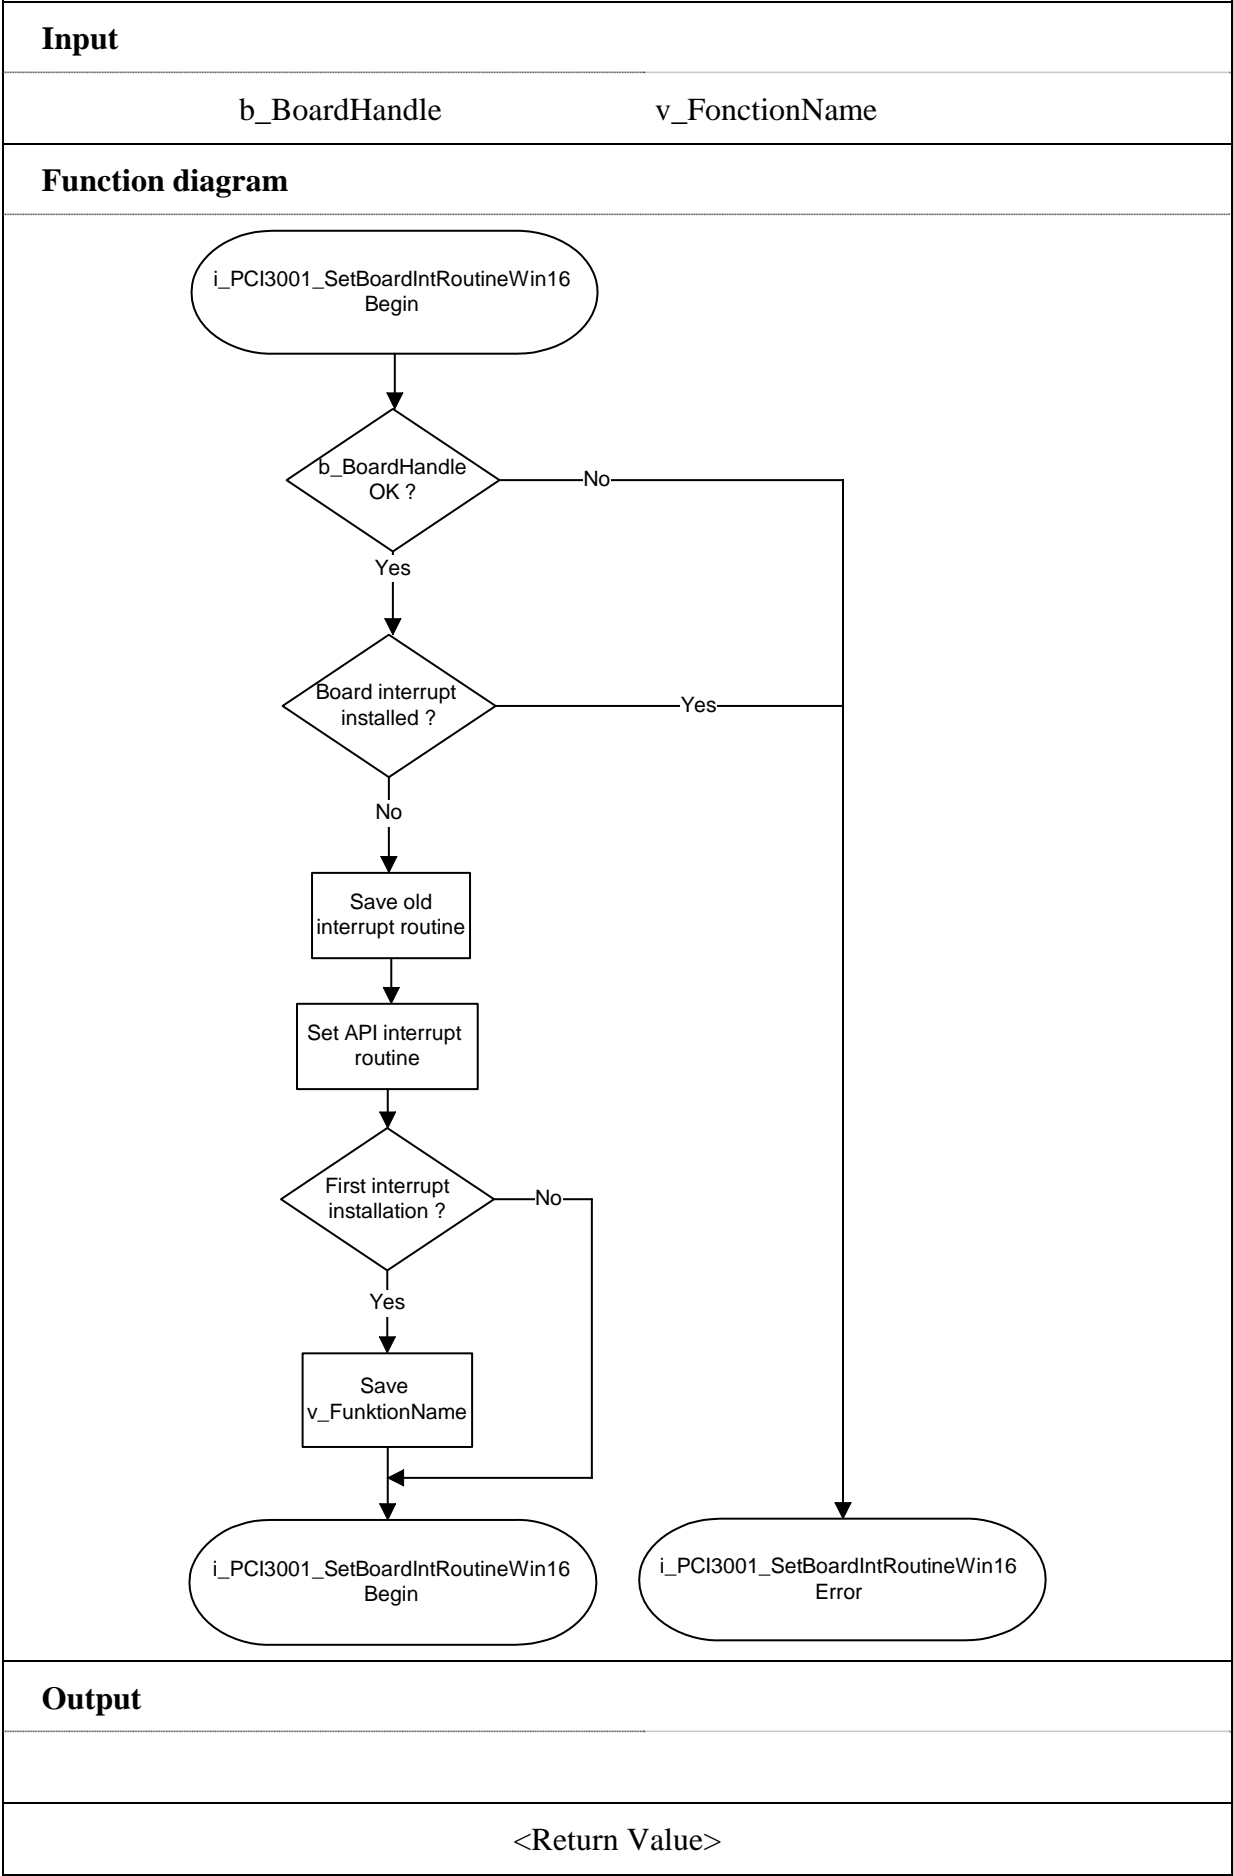 Input
b_BoardHandle v_FonctionName
Function diagram
i_PCI3001_SetBoardIntRoutineWin16
Begin
b_BoardHandle
OK ?
No
Yes
Board interrupt
installed ?
Yes
No
Save old
interrupt routine
Set API interrupt
routine
First interrupt
installation ?
No
Yes
Save
v_FunktionName
i_PCI3001_SetBoardIntRoutineWin16
Begin
i_PCI3001_SetBoardIntRoutineWin16
Error
Output
<Return Value>